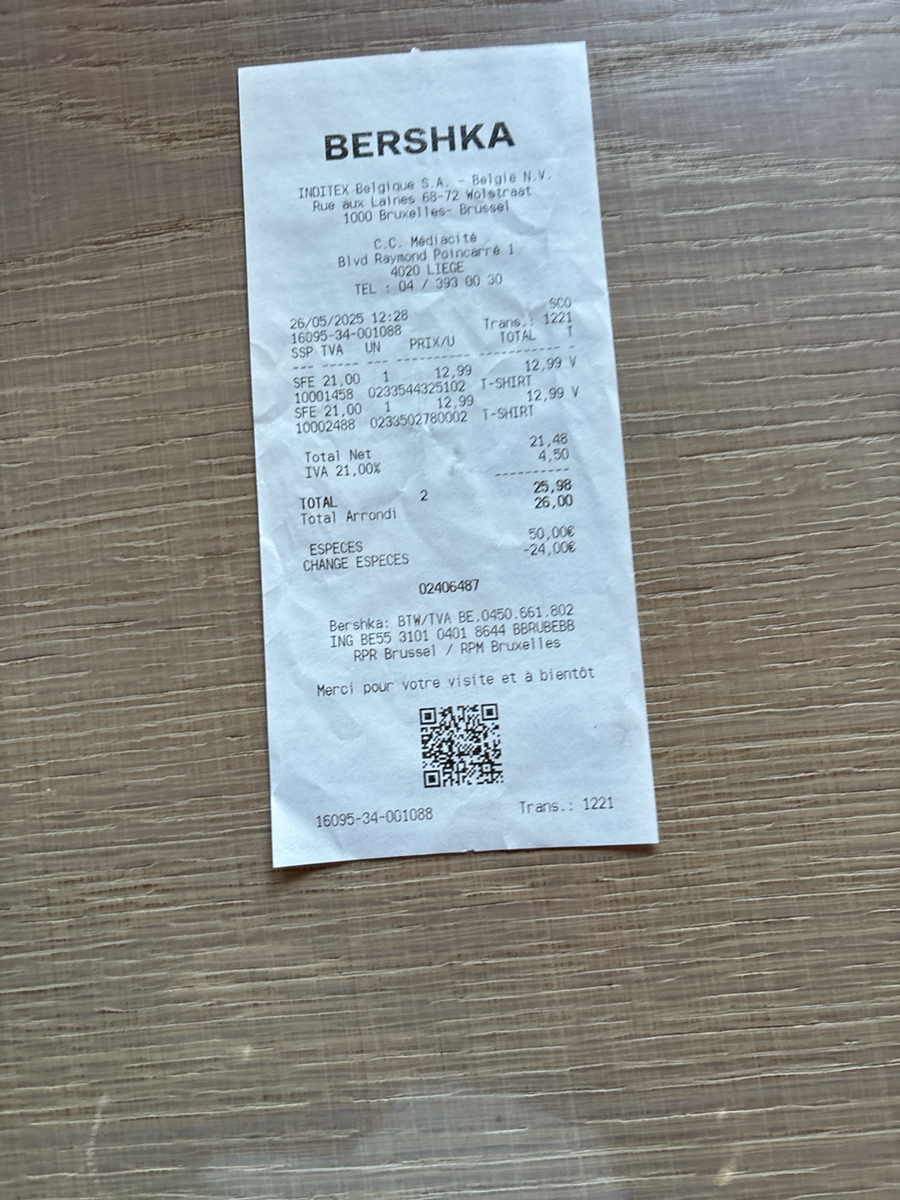 BERSHKA
INDITEX Belgique S.A. - België N.V.
Rue aux Laines 68-72 Wolstraat
1000 Bruxelles- Brussel
C.C. Médiacité
Blvd Raymond Poincarré 1
4020 LIEGE
TEL : 04 / 393 00 30
SCO
26/05/2025 12:28
16095-34-001088 Trans.: 1221
SSP TVA UN PRIX/U TOTAL T
SFE 21,00 1 12,99 12,99 V
10001458 0233544325102 T-SHIRT
SFE 21,00 1 12,99 12,99 V
10002488 0233502780002 T-SHIRT
Total Net 21,48
IVA 21,00% 4,50
TOTAL 2 25,98
Total Arrondi 26,00
ESPECES 50,00€
CHANGE ESPECES -24,00€
02406487
Bershka: BTW/TVA BE.0450.661.802
ING BE55 3101 0401 8644 BBRUBEBB
RPR Brussel / RPM Bruxelles
Merci pour votre visite et à bientôt
16095-34-001088 Trans.: 1221